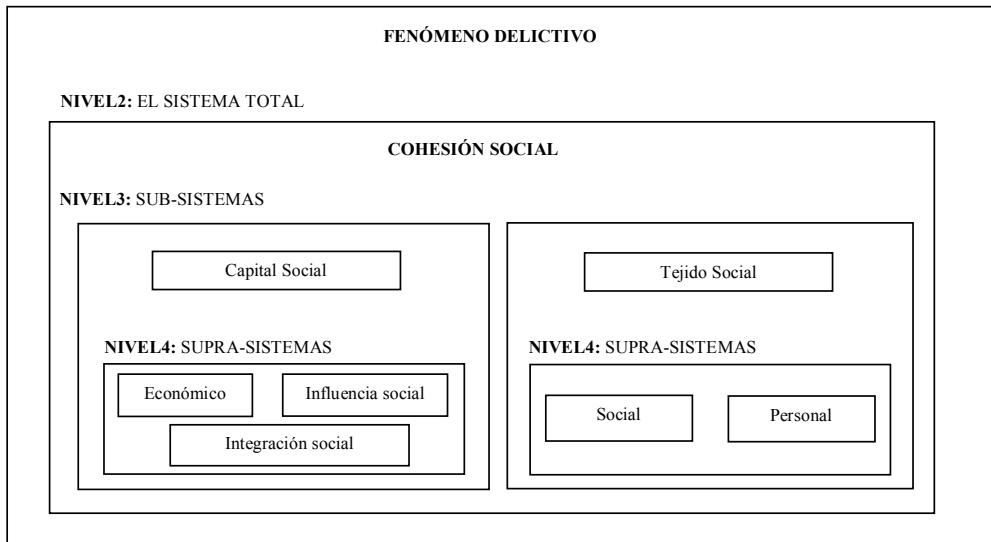 FENÓMENO DELICTIVO
NIVEL2: EL SISTEMA TOTAL
COHESIÓN SOCIAL
NIVEL3: SUB-SISTEMAS
Capital Social
NIVEL4: SUPRA-SISTEMAS
Económico
Influencia social
Integración social
Tejido Social
NIVEL4: SUPRA-SISTEMAS
Social
Personal